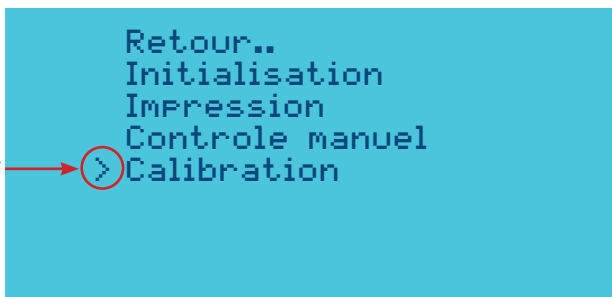 Retour..
Initialisation
Impression
Controle manuel
>Calibration